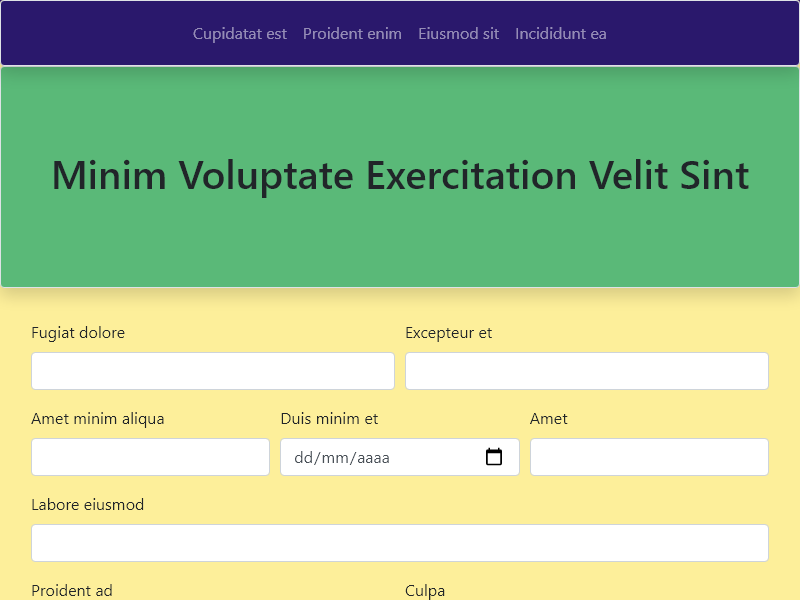 Cupidatat est Proident enim Eiusmod sit Incididunt ea
Minim Voluptate Exercitation Velit Sint
Fugiat dolore Excepteur et
Amet minim aliqua Duis minim et Amet
dd/mm/aaaa
Labore eiusmod
Proident ad Culpa